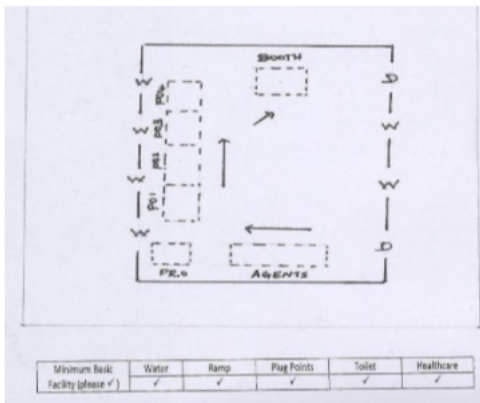 BOOTH
W
D
PO4
W
PO3
W
PO2
W
W
PO1
W
D
PR.O
AGENTS
Minimum Basic Facility (please ✓) Water Ramp Plug Points Toilet Healthcare
✓ ✓ ✓ ✓ ✓